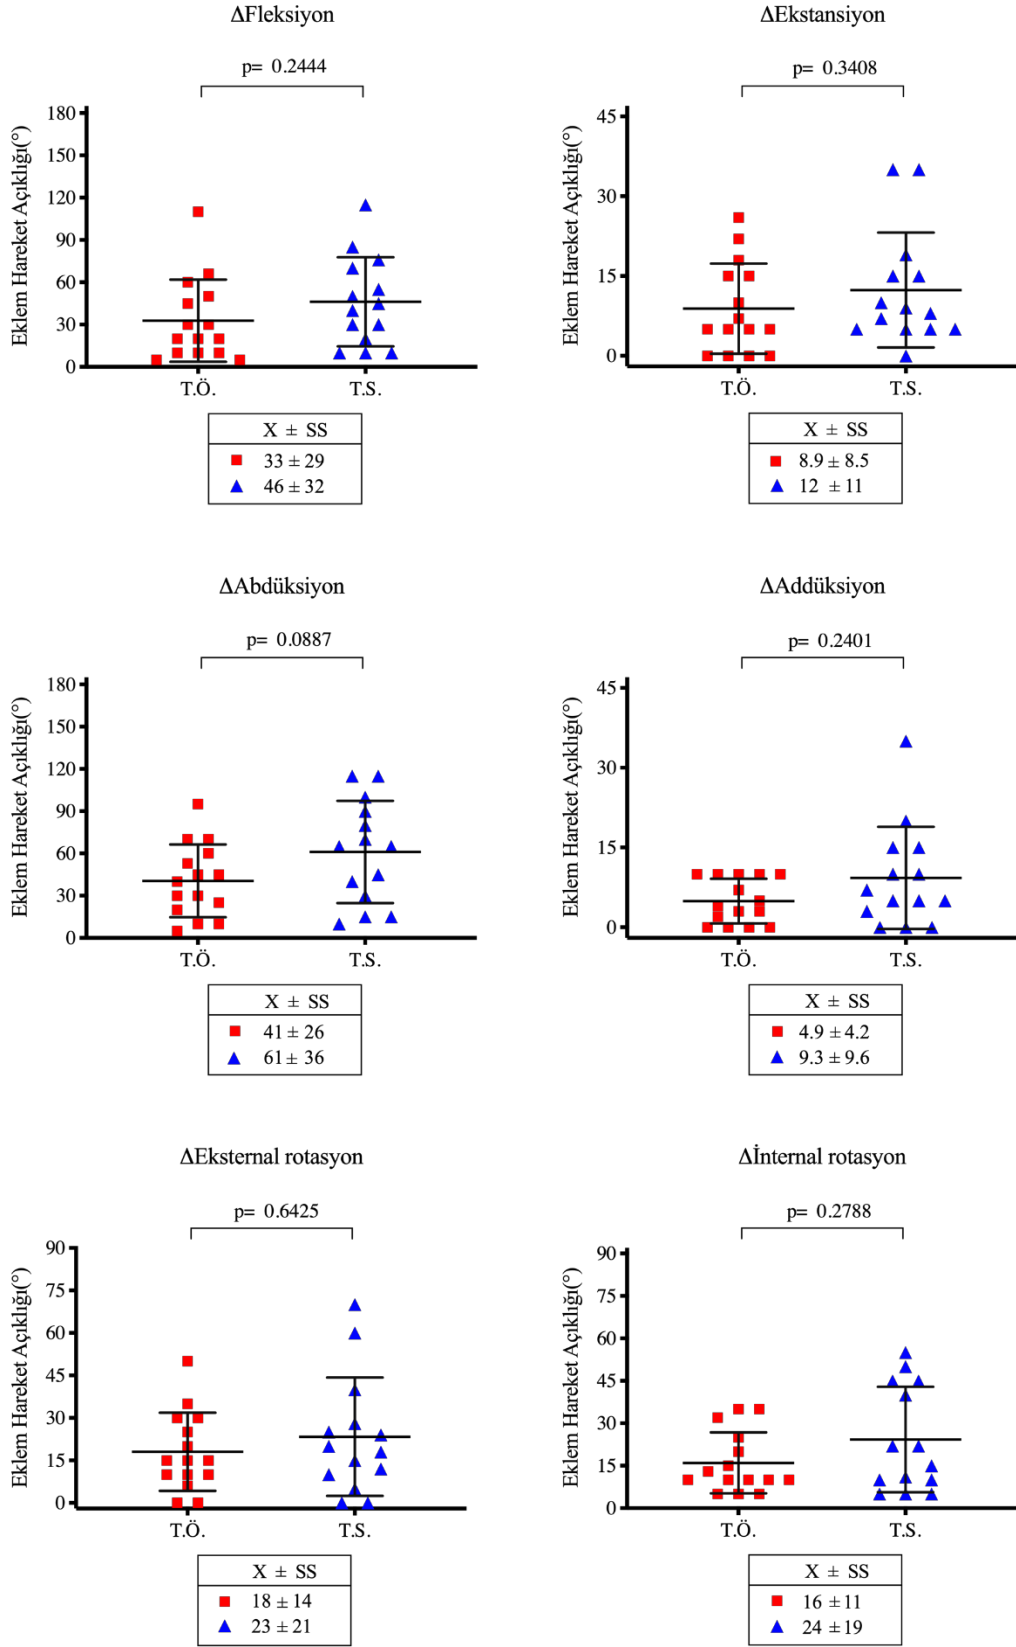 ΔFleksiyon
p= 0.2444
Eklem Hareket Açıklığı(°)
180
150
120
90
60
30
0
T.Ö.
T.S.
X ± SS
33 ± 29
46 ± 32
ΔEkstansiyon
p= 0.3408
Eklem Hareket Açıklığı(°)
45
30
15
0
T.Ö.
T.S.
X ± SS
8.9 ± 8.5
12 ± 11
ΔAbdüksiyon
p= 0.0887
Eklem Hareket Açıklığı(°)
180
150
120
90
60
30
0
T.Ö.
T.S.
X ± SS
41 ± 26
61 ± 36
ΔAddüksiyon
p= 0.2401
Eklem Hareket Açıklığı(°)
45
30
15
0
T.Ö.
T.S.
X ± SS
4.9 ± 4.2
9.3 ± 9.6
ΔEksternal rotasyon
p= 0.6425
Eklem Hareket Açıklığı(°)
90
75
60
45
30
15
0
T.Ö.
T.S.
X ± SS
18 ± 14
23 ± 21
Δİnternal rotasyon
p= 0.2788
Eklem Hareket Açıklığı(°)
90
75
60
45
30
15
0
T.Ö.
T.S.
X ± SS
16 ± 11
24 ± 19